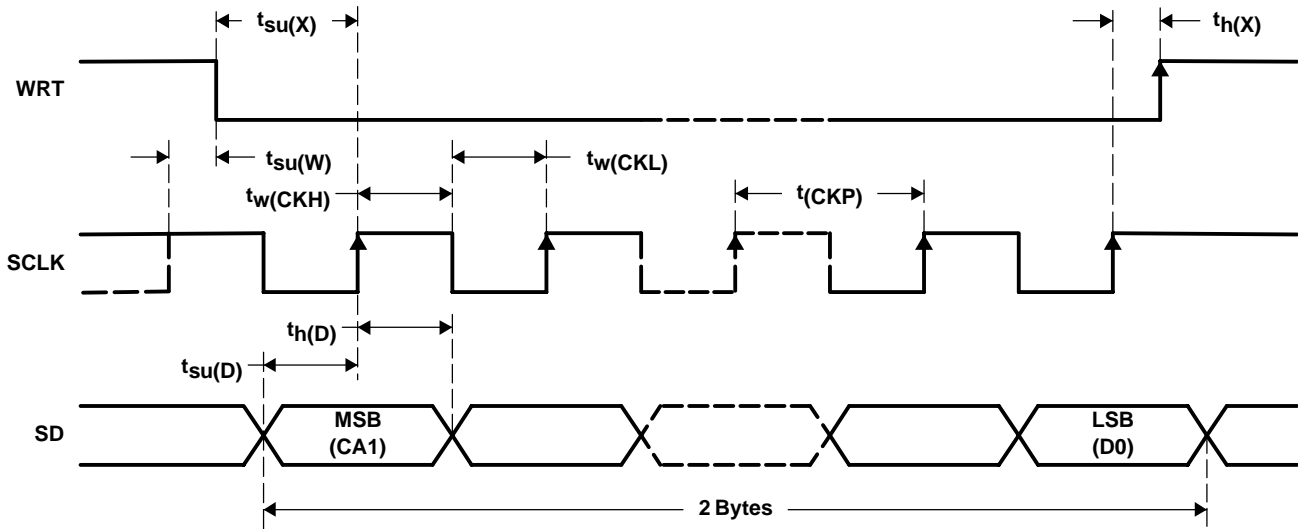 tsu(X)
th(X)
WRT
tsu(W)
tw(CKL)
tw(CKH)
t(CKP)
SCLK
th(D)
tsu(D)
MSB
(CA1)
LSB
(D0)
SD
2 Bytes